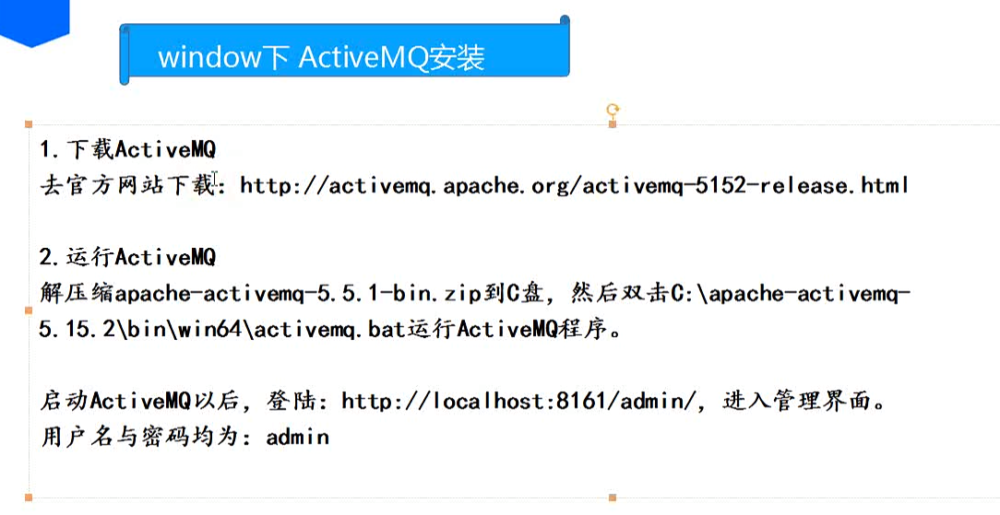 window下 ActiveMQ安装
1.下载ActiveMQ
去官方网站下载：http://activemq.apache.org/activemq-5152-release.html
2.运行ActiveMQ
解压缩apache-activemq-5.5.1-bin.zip到C盘，然后双击C:\apache-activemq-
5.15.2\bin\win64\activemq.bat运行ActiveMQ程序。
启动ActiveMQ以后，登陆：http://localhost:8161/admin/，进入管理界面。
用户名与密码均为：admin